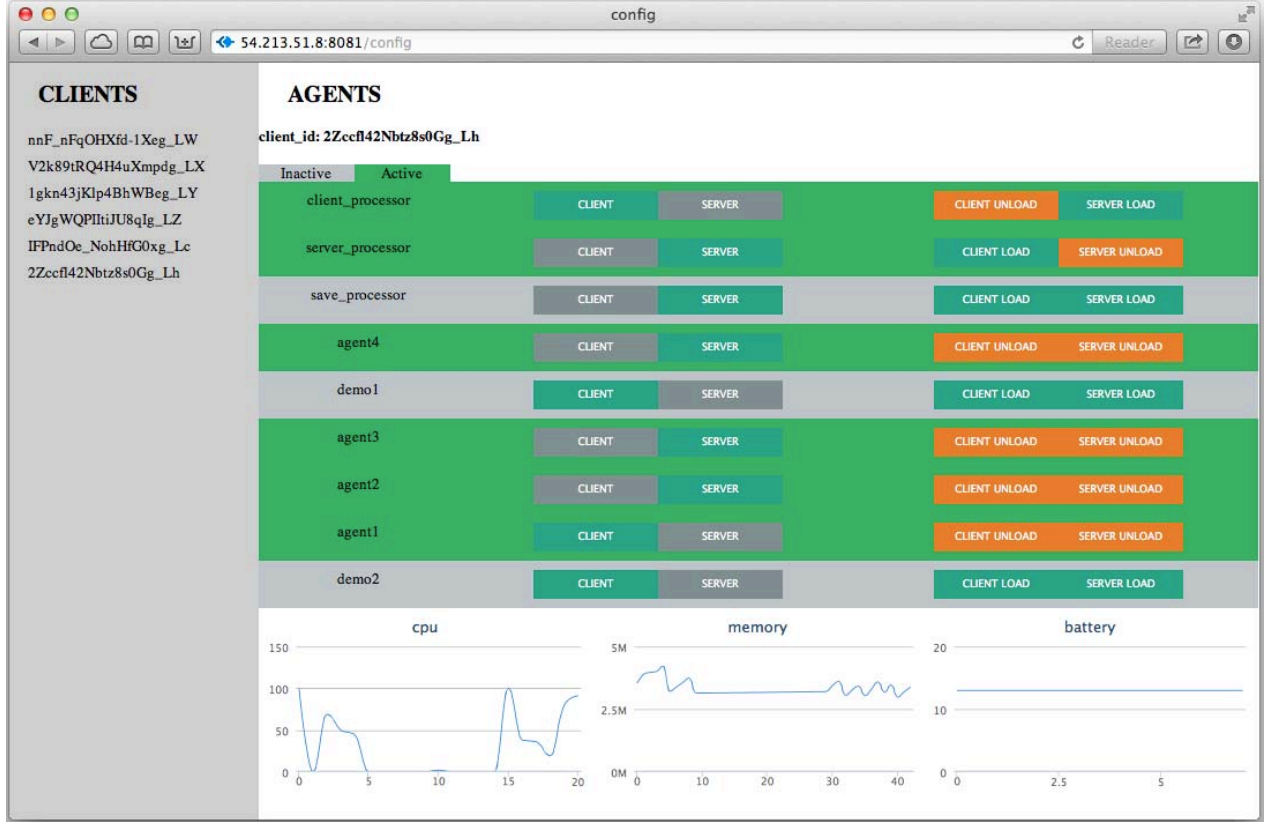 config
54.213.51.8:8081/config
Reader
CLIENTS
nnF_nFqOHXfd-1Xeg_LW
V2k89tRQ4H4uXmpdg_LX
1gkn43jKlp4BhWBeg_LY
eYJgWQPIItiJU8qIg_LZ
IFPndOe_NohHfG0xg_Lc
2Zccfl42Nbtz8s0Gg_Lh
AGENTS
client_id: 2Zccfl42Nbtz8s0Gg_Lh
Inactive Active
client_processor CLIENT SERVER CLIENT UNLOAD SERVER LOAD
server_processor CLIENT SERVER CLIENT LOAD SERVER UNLOAD
save_processor CLIENT SERVER CLIENT LOAD SERVER LOAD
agent4 CLIENT SERVER CLIENT UNLOAD SERVER UNLOAD
demo1 CLIENT SERVER CLIENT LOAD SERVER LOAD
agent3 CLIENT SERVER CLIENT UNLOAD SERVER UNLOAD
agent2 CLIENT SERVER CLIENT UNLOAD SERVER UNLOAD
agent1 CLIENT SERVER CLIENT UNLOAD SERVER UNLOAD
demo2 CLIENT SERVER CLIENT LOAD SERVER LOAD
cpu
150
100
50
0
0 5 10 15 20
memory
5M
2.5M
0M
0 10 20 30 40
battery
20
10
0
0 2.5 5